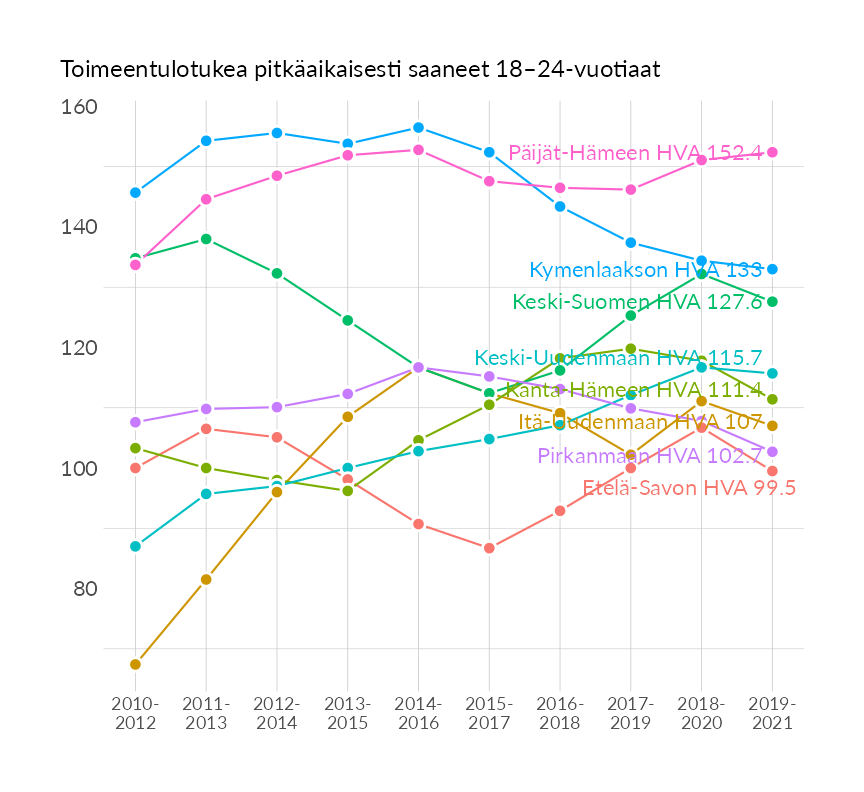 Toimeentulotukea pitkäaikaisesti saaneet 18–24-vuotiaat
160
140
120
100
80
Päijät-Hämeen HVA 152.4
Kymenlaakson HVA 133
Keski-Suomen HVA 127.6
Keski-Uudenmaan HVA 115.7
Kanta-Hämeen HVA 111.4
Itä-Uudenmaan HVA 107
Pirkanmaan HVA 102.7
Etelä-Savon HVA 99.5
2010- 2011- 2012- 2013- 2014- 2015- 2016- 2017- 2018- 2019-
2012 2013 2014 2015 2016 2017 2018 2019 2020 2021